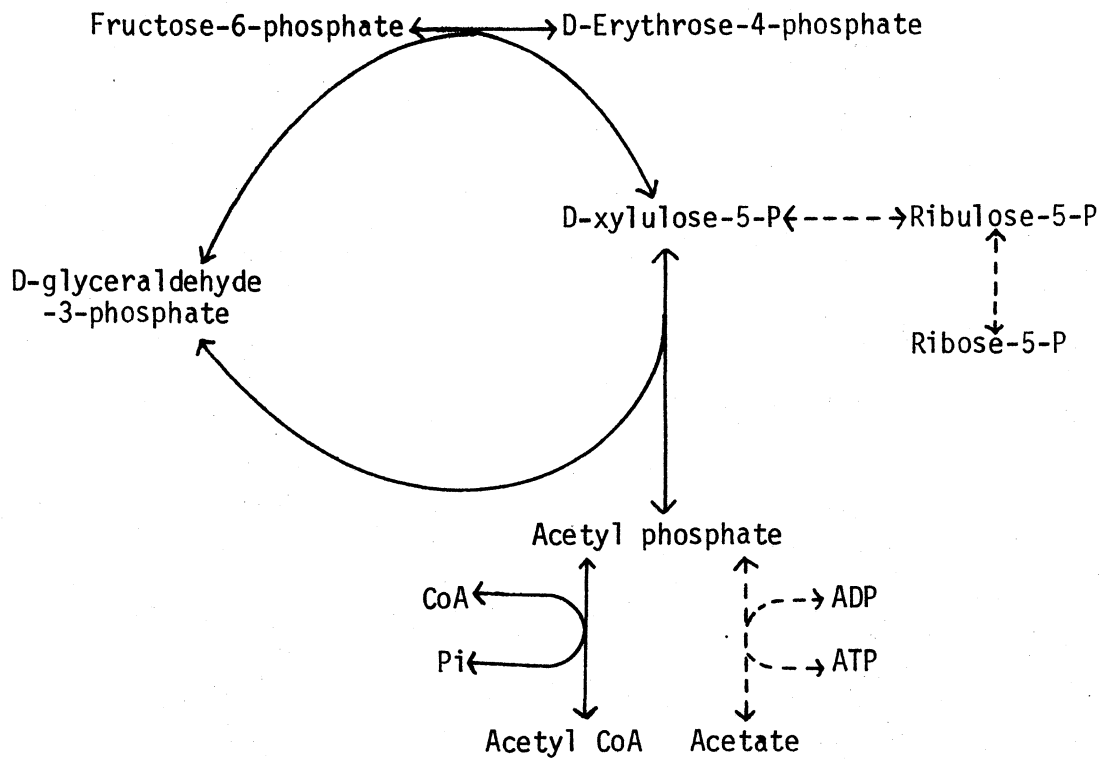 Fructose-6-phosphate
D-Erythrose-4-phosphate
D-xylulose-5-P
Ribulose-5-P
D-glyceraldehyde
-3-phosphate
Ribose-5-P
Acetyl phosphate
CoA
ADP
Pi
ATP
Acetyl CoA
Acetate